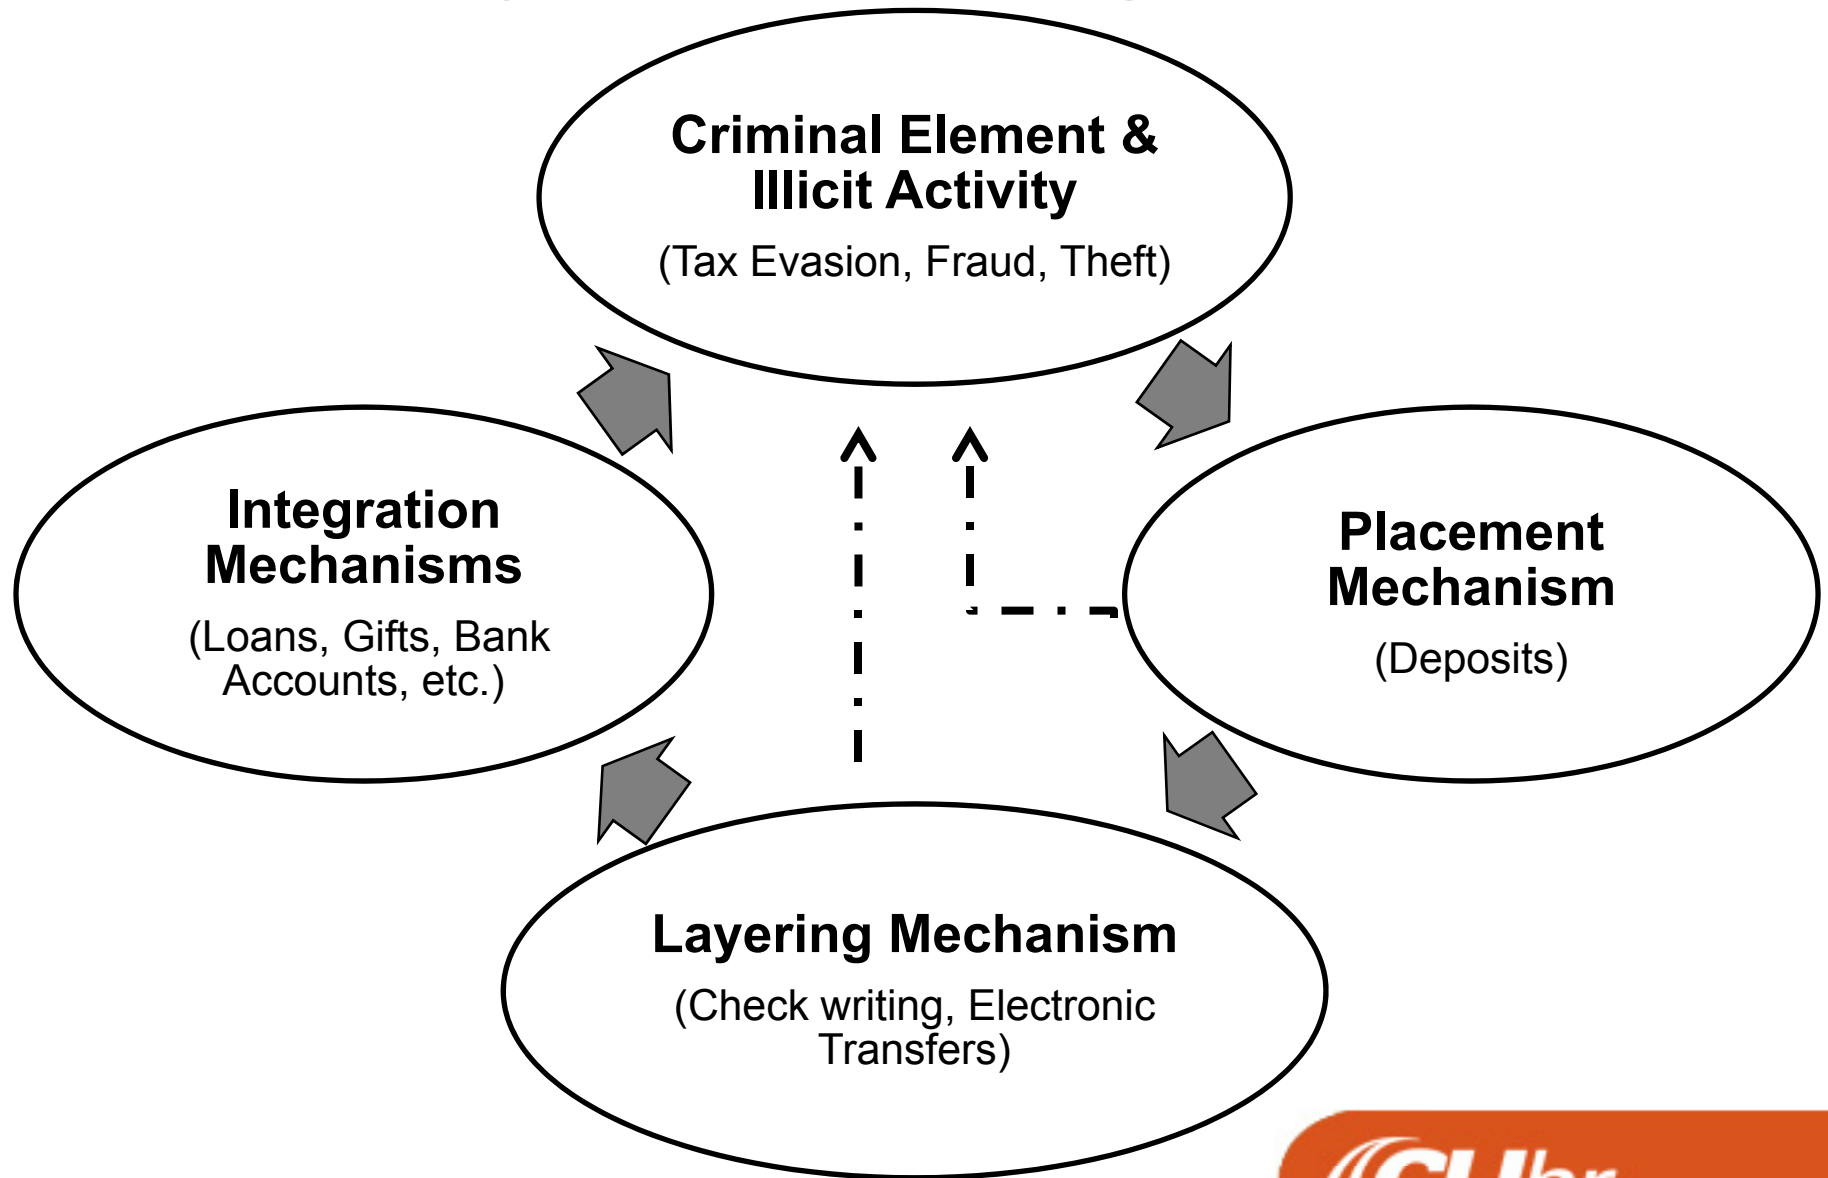 Criminal Element &
Illicit Activity
(Tax Evasion, Fraud, Theft)
Integration
Mechanisms
(Loans, Gifts, Bank
Accounts, etc.)
Placement
Mechanism
(Deposits)
Layering Mechanism
(Check writing, Electronic
Transfers)